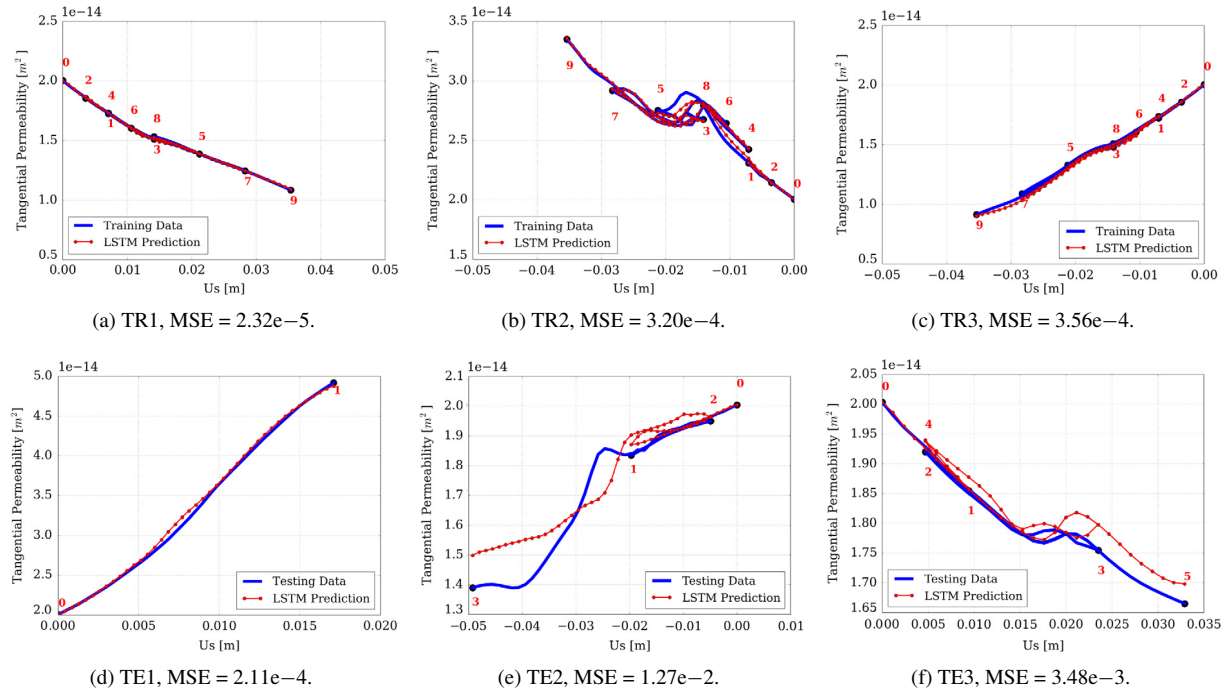 1e−14
2.5
2.0
1.5
1.0
0.5
Tangential Permeability [m²]
0 2 4 1 6 8 3 5 7 9
Training Data
LSTM Prediction
0.00 0.01 0.02 0.03 0.04 0.05
Us [m]
(a) TR1, MSE = 2.32e−5.
1e−14
4.0
3.5
3.0
2.5
2.0
1.5
Tangential Permeability [m²]
9 7 5 8 3 6 4 1 2 0
Training Data
LSTM Prediction
−0.05 −0.04 −0.03 −0.02 −0.01 0.00
Us [m]
(b) TR2, MSE = 3.20e−4.
1e−14
2.5
2.0
1.5
1.0
0.5
Tangential Permeability [m²]
9 7 5 8 3 6 4 1 2 0
Training Data
LSTM Prediction
−0.05 −0.04 −0.03 −0.02 −0.01 0.00
Us [m]
(c) TR3, MSE = 3.56e−4.
1e−14
5.0
4.5
4.0
3.5
3.0
2.5
2.0
Tangential Permeability [m²]
0 1
Testing Data
LSTM Prediction
0.000 0.005 0.010 0.015 0.020
Us [m]
(d) TE1, MSE = 2.11e−4.
1e−14
2.1
2.0
1.9
1.8
1.7
1.6
1.5
1.4
1.3
Tangential Permeability [m²]
3 1 2 0
Testing Data
LSTM Prediction
−0.05 −0.04 −0.03 −0.02 −0.01 0.00 0.01
Us [m]
(e) TE2, MSE = 1.27e−2.
1e−14
2.05
2.00
1.95
1.90
1.85
1.80
1.75
1.70
1.65
Tangential Permeability [m²]
0 4 2 1 3 5
Testing Data
LSTM Prediction
0.000 0.005 0.010 0.015 0.020 0.025 0.030 0.035
Us [m]
(f) TE3, MSE = 3.48e−3.